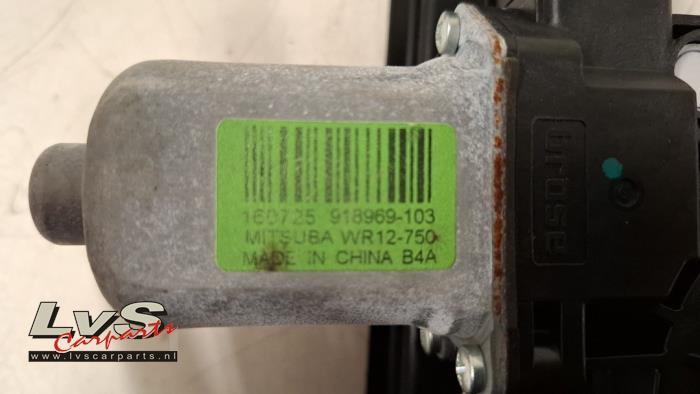 160725 918969-103
MITSUBA WR12-750
MADE IN CHINA B4A
brose
LvS
Carparts
www.lvscarparts.nl